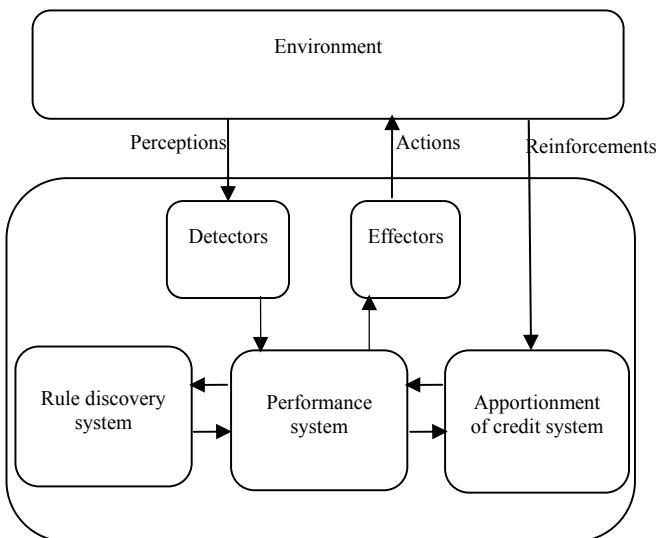 Environment
Perceptions
Actions
Reinforcements
Detectors
Effectors
Rule discovery
system
Performance
system
Apportionment
of credit system